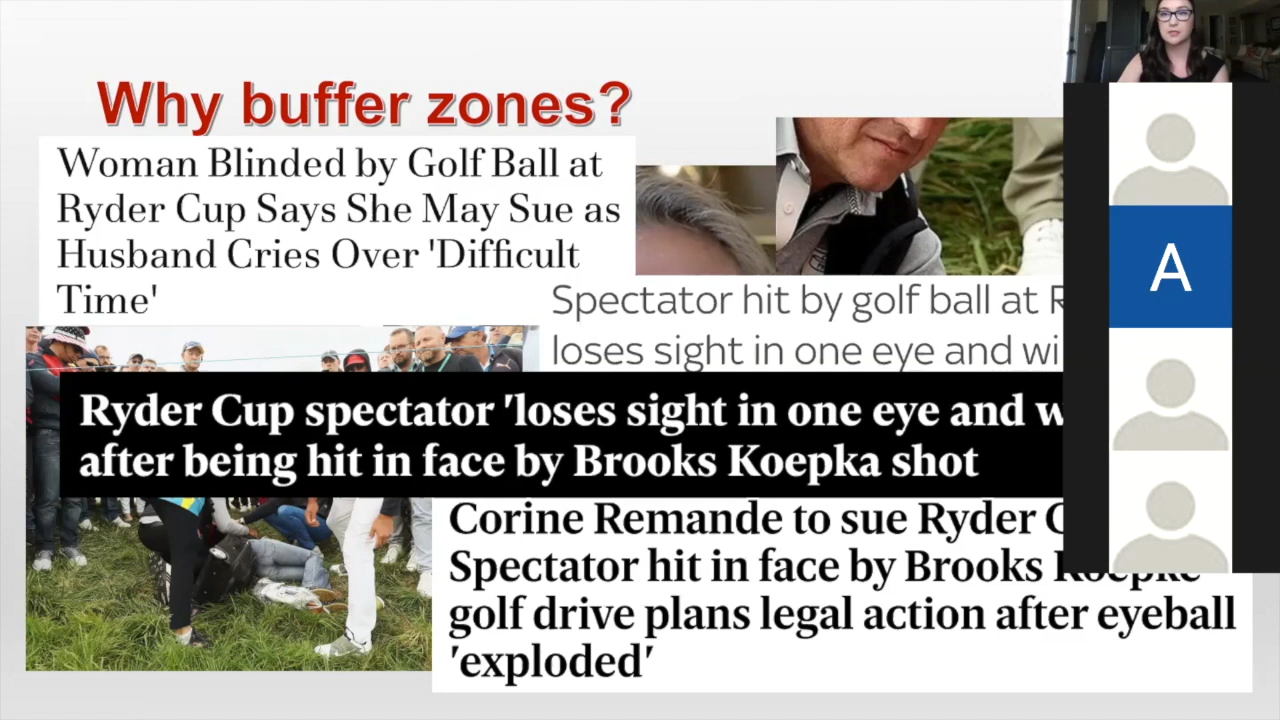 Why buffer zones?
Woman Blinded by Golf Ball at
Ryder Cup Says She May Sue as
Husband Cries Over 'Difficult
Time'
Spectator hit by golf ball at
loses sight in one eye and
Ryder Cup spectator 'loses sight in one eye and
after being hit in face by Brooks Koepka shot
Corine Remande to sue Ryder
Spectator hit in face by Brooks Koepke
golf drive plans legal action after eyeball
'exploded'
A